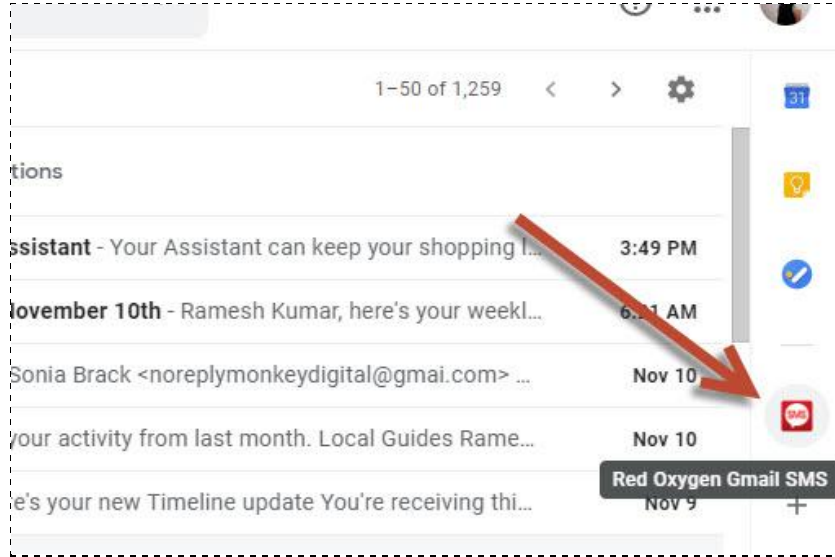 1–50 of 1,259
31
tions
ssistant - Your Assistant can keep your shopping l... 3:49 PM
lovember 10th - Ramesh Kumar, here's your weekl... AM
Sonia Brack <noreplymonkeydigital@gmai.com> ... Nov 10
SMS
your activity from last month. Local Guides Rame... Nov 10
Red Oxygen Gmail SMS
e's your new Timeline update You're receiving thi... Nov 9